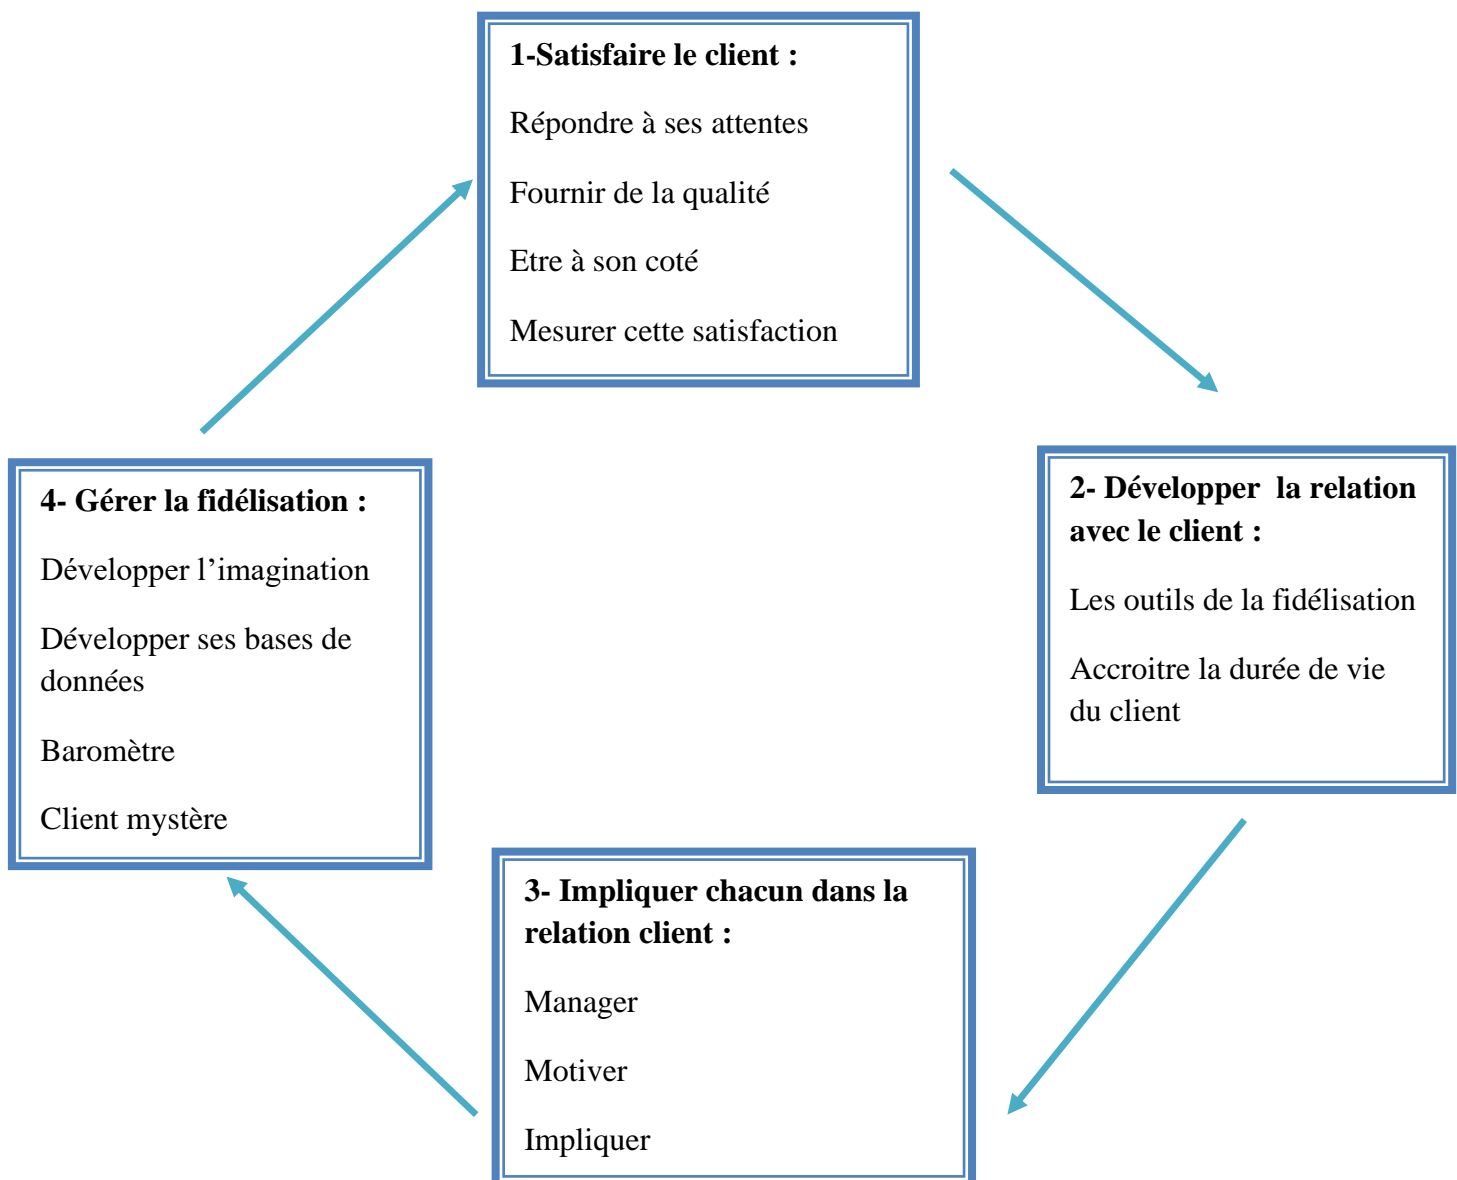 1-Satisfaire le client :
Répondre à ses attentes
Fournir de la qualité
Etre à son coté
Mesurer cette satisfaction
2- Développer  la relation
avec le client :
Les outils de la fidélisation
Accroitre la durée de vie
du client
3- Impliquer chacun dans la
relation client :
Manager
Motiver
Impliquer
4- Gérer la fidélisation :
Développer l’imagination
Développer ses bases de
données
Baromètre
Client mystère